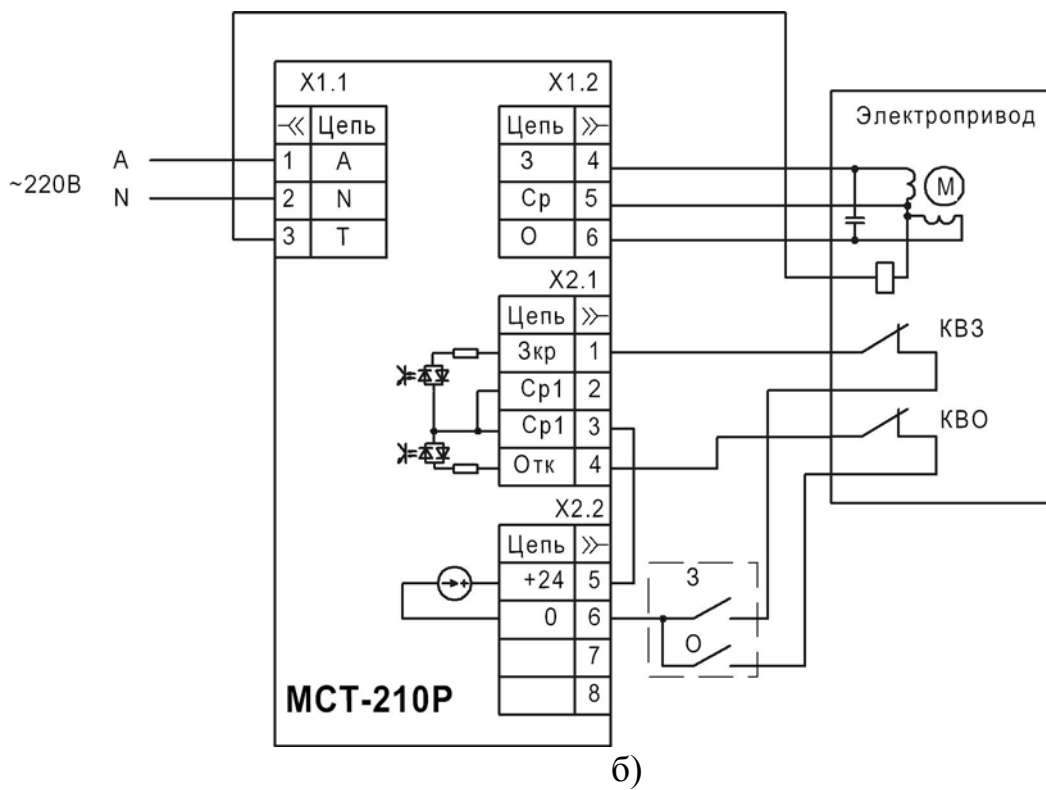 X1.1
X1.2
Цепь
1 A
2 N
3 T
A
~220В
N
Цепь
З 4
Ср 5
О 6
Электропривод
М
X2.1
Цепь
Зкр 1
Ср1 2
Ср1 3
Отк 4
КВЗ
КВО
X2.2
Цепь
+24 5
0 6
7
8
З
О
МСТ-210Р
б)